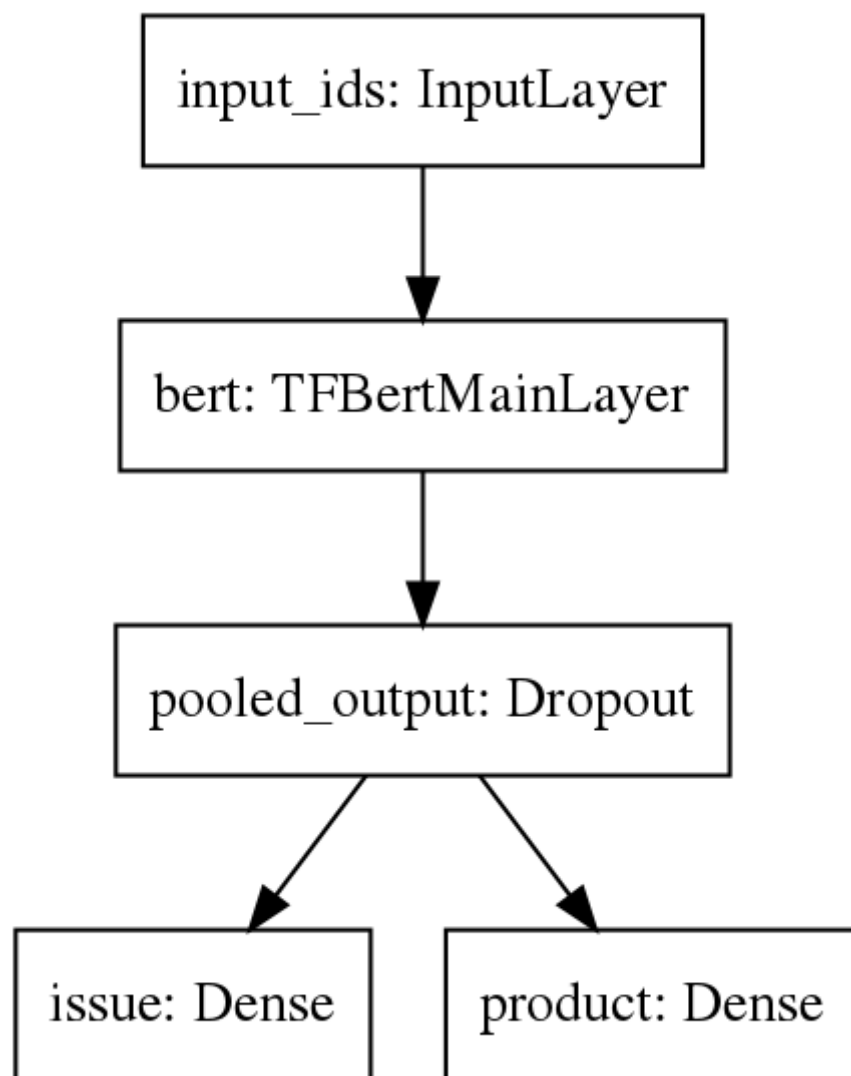 input_ids: InputLayer
bert: TFBertMainLayer
pooled_output: Dropout
issue: Dense
product: Dense